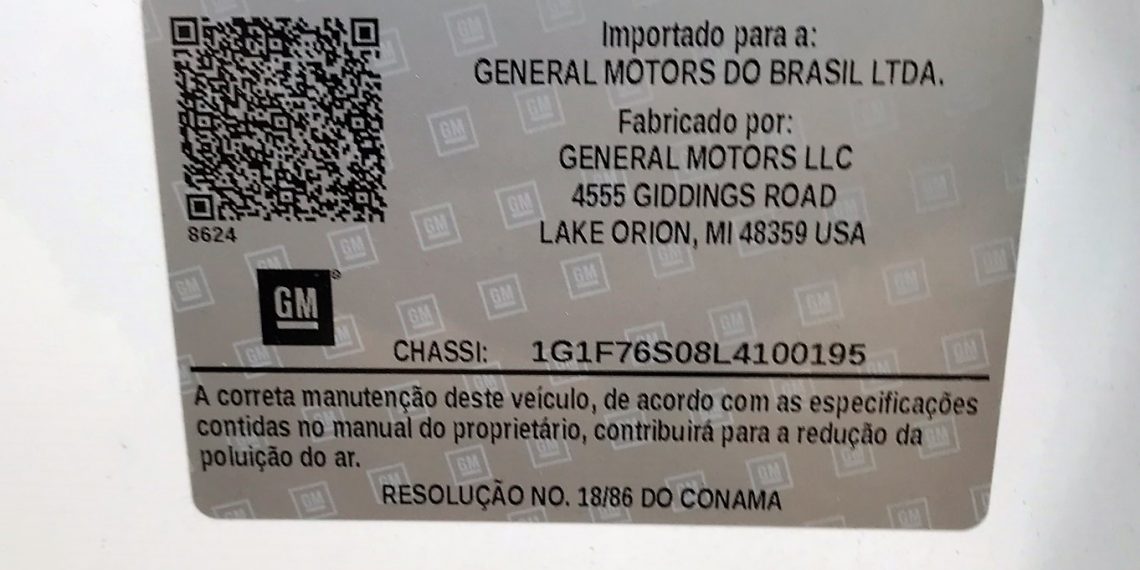 Importado para a:
GENERAL MOTORS DO BRASIL LTDA.
Fabricado por:
GENERAL MOTORS LLC
4555 GIDDINGS ROAD
LAKE ORION, MI 48359 USA
8624
GM®
CHASSI: 1G1F76S08L4100195
A correta manutenção deste veículo, de acordo com as especificações
contidas no manual do proprietário, contribuirá para a redução da
poluição do ar.
RESOLUÇÃO NO. 18/86 DO CONAMA